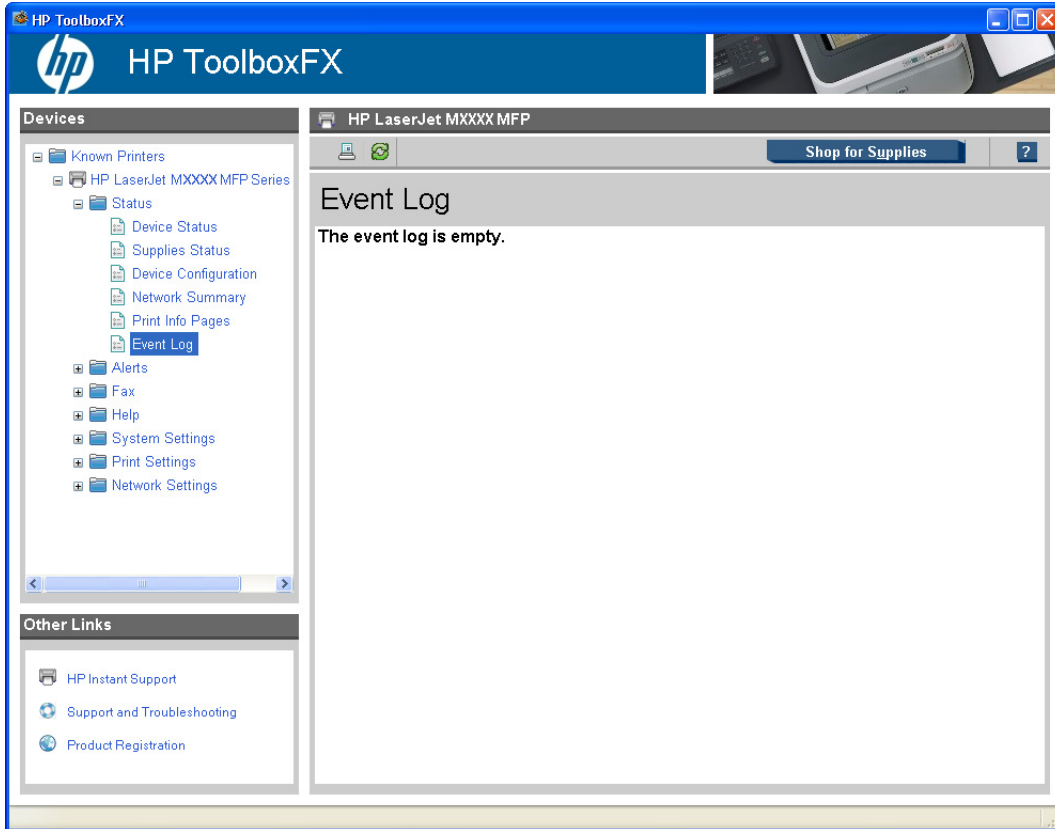 HP ToolboxFX
hp
HP ToolboxFX
Devices
Known Printers
HP LaserJet MXXXX MFP Series
Status
Device Status
Supplies Status
Device Configuration
Network Summary
Print Info Pages
Event Log
Alerts
Fax
Help
System Settings
Print Settings
Network Settings
Other Links
HP Instant Support
Support and Troubleshooting
Product Registration
HP LaserJet MXXXX MFP
Shop for Supplies
?
Event Log
The event log is empty.